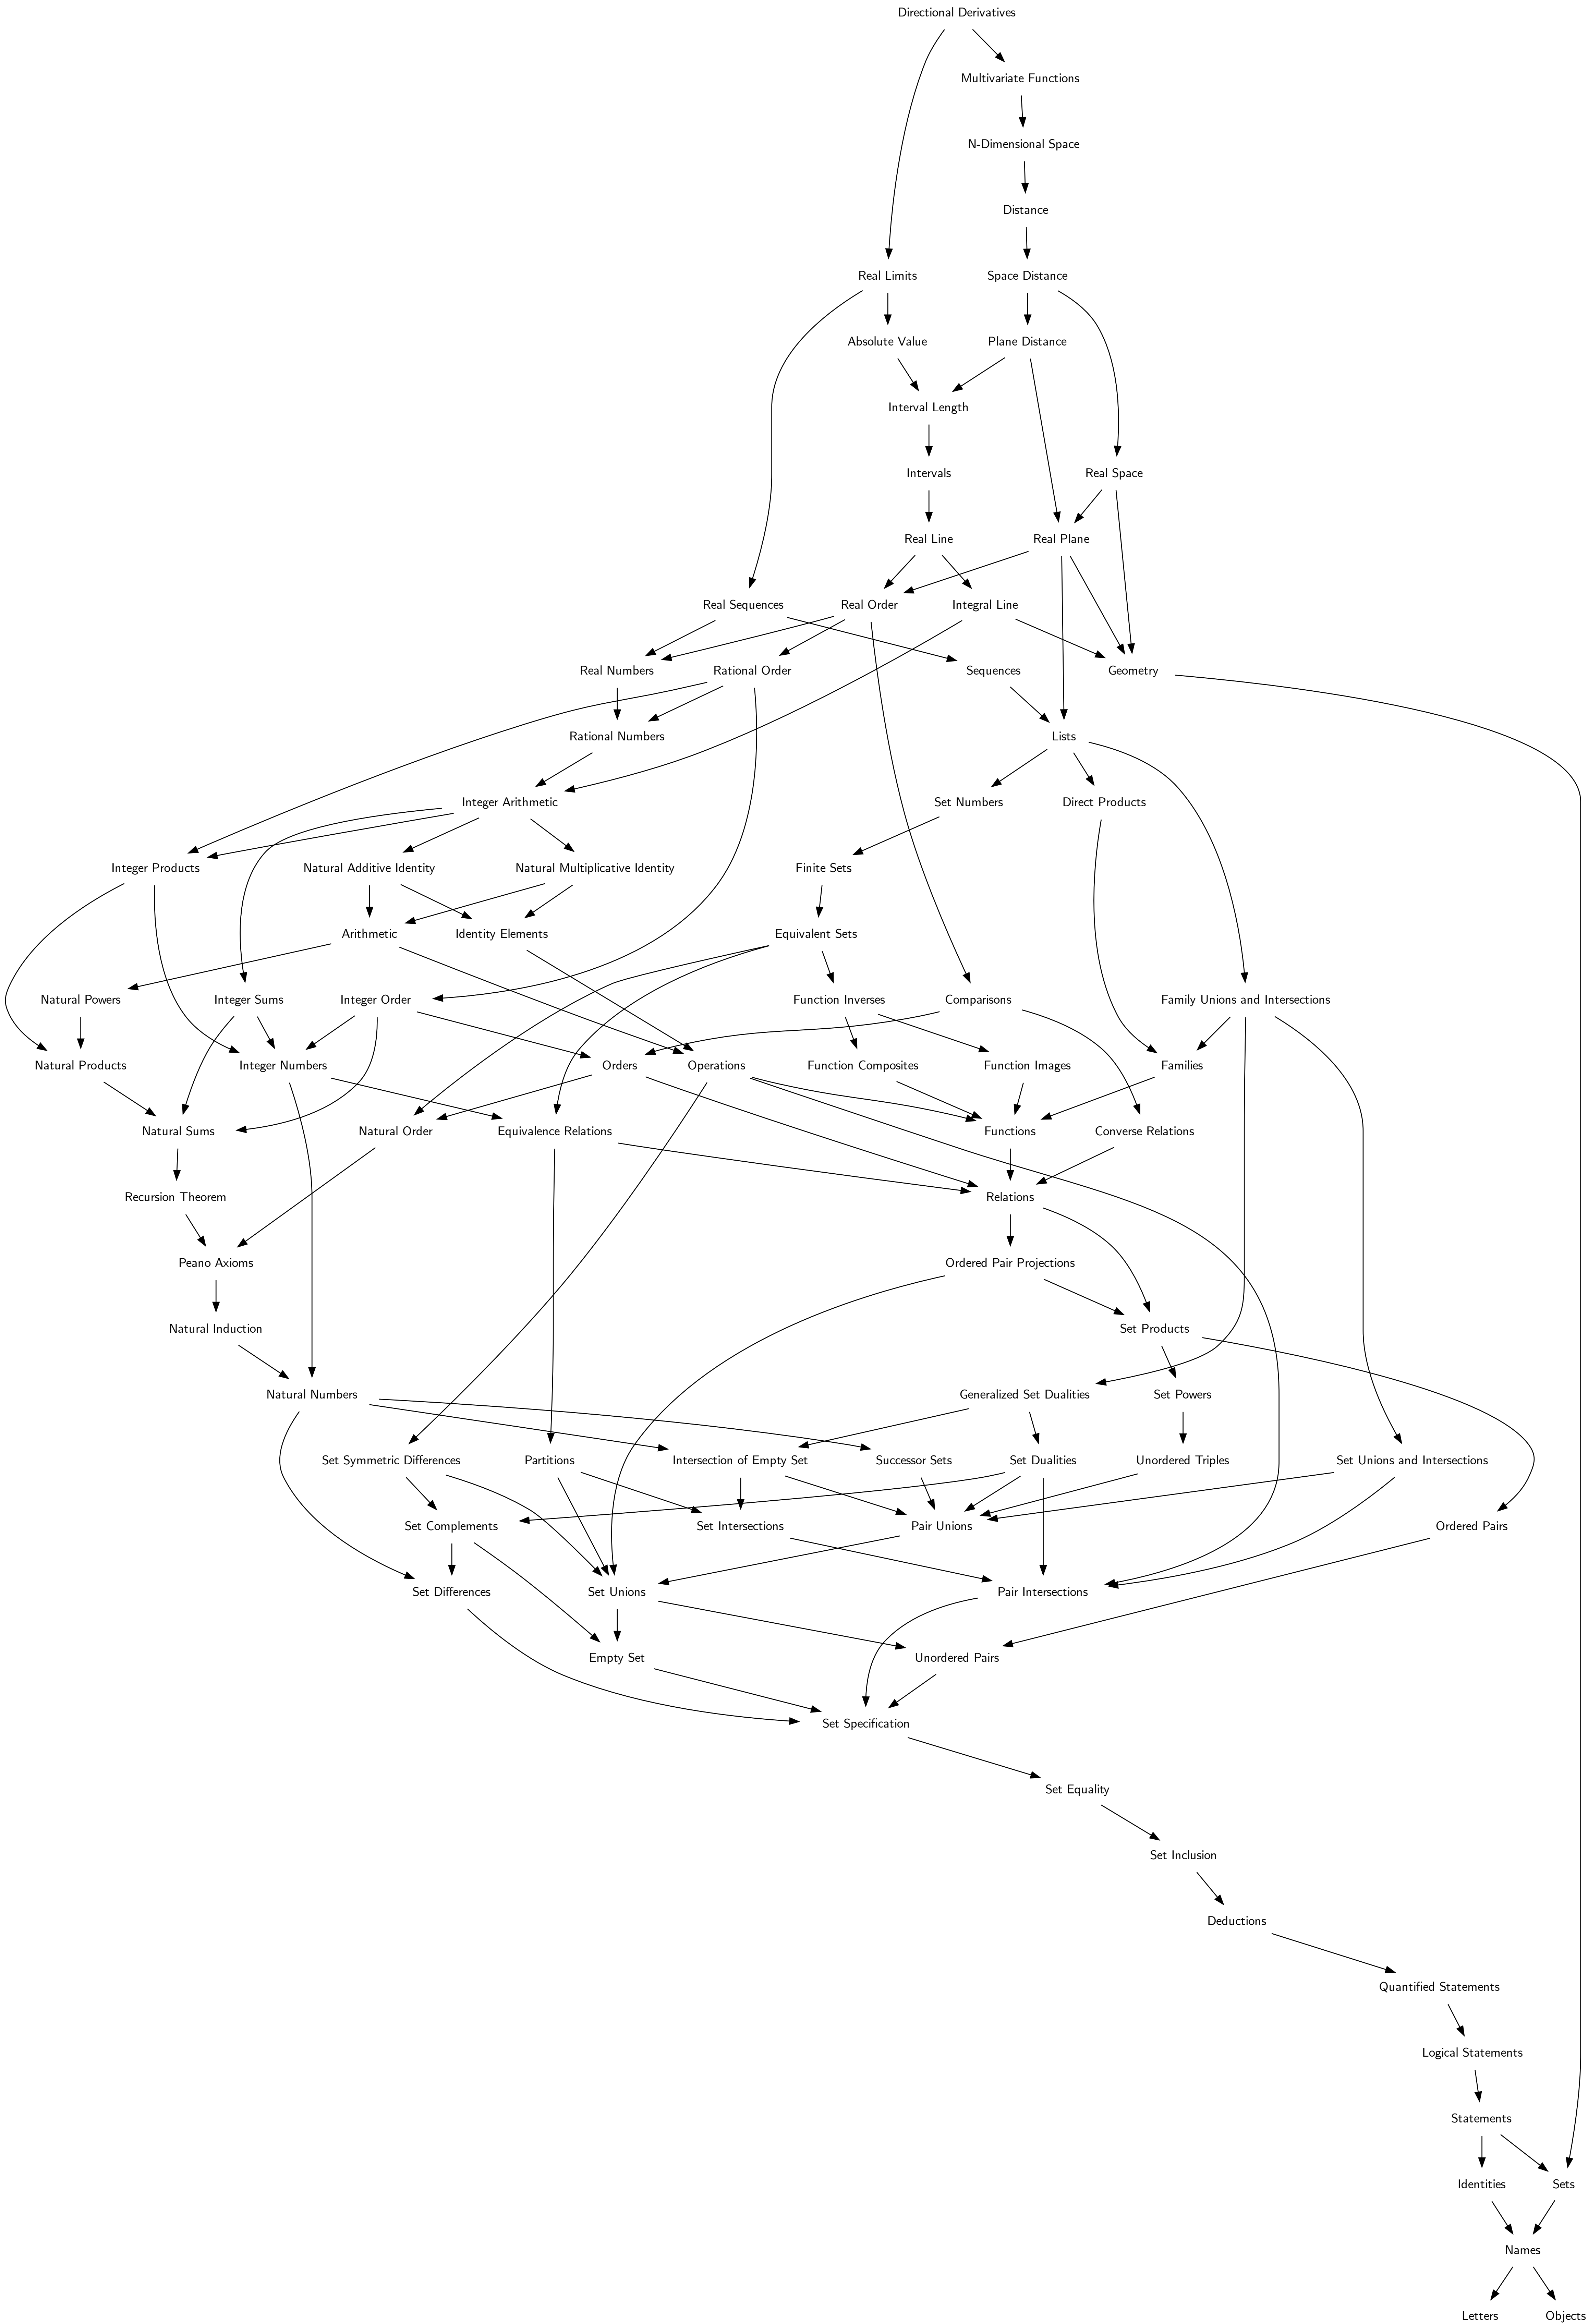 Directional Derivatives
Multivariate Functions
N-Dimensional Space
Distance
Real Limits
Space Distance
Absolute Value
Plane Distance
Interval Length
Intervals
Real Space
Real Line
Real Plane
Real Sequences
Real Order
Integral Line
Real Numbers
Rational Order
Sequences
Geometry
Rational Numbers
Lists
Integer Arithmetic
Set Numbers
Direct Products
Integer Products
Natural Additive Identity
Natural Multiplicative Identity
Finite Sets
Arithmetic
Identity Elements
Equivalent Sets
Natural Powers
Integer Sums
Integer Order
Function Inverses
Comparisons
Family Unions and Intersections
Natural Products
Integer Numbers
Orders
Operations
Function Composites
Function Images
Families
Natural Sums
Natural Order
Equivalence Relations
Functions
Converse Relations
Recursion Theorem
Relations
Peano Axioms
Ordered Pair Projections
Natural Induction
Set Products
Natural Numbers
Generalized Set Dualities
Set Powers
Set Symmetric Differences
Partitions
Intersection of Empty Set
Successor Sets
Set Dualities
Unordered Triples
Set Unions and Intersections
Set Complements
Set Intersections
Pair Unions
Ordered Pairs
Set Differences
Set Unions
Pair Intersections
Empty Set
Unordered Pairs
Set Specification
Set Equality
Set Inclusion
Deductions
Quantified Statements
Logical Statements
Statements
Identities
Sets
Names
Letters
Objects